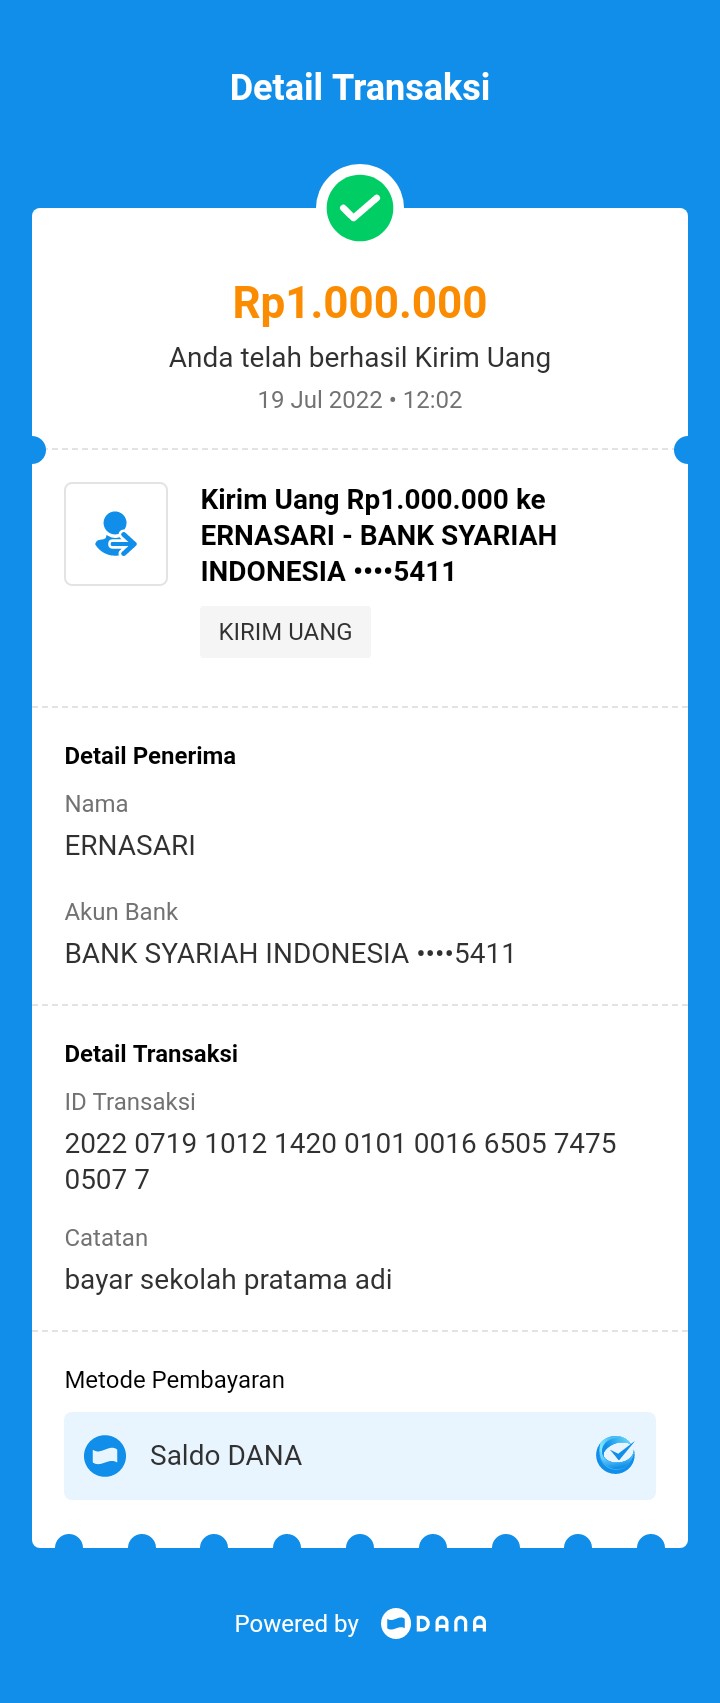 Detail Transaksi
Rp1.000.000
Anda telah berhasil Kirim Uang
19 Jul 2022 • 12:02
Kirim Uang Rp1.000.000 ke
ERNASARI - BANK SYARIAH
INDONESIA ••••5411
KIRIM UANG
Detail Penerima
Nama
ERNASARI
Akun Bank
BANK SYARIAH INDONESIA ••••5411
Detail Transaksi
ID Transaksi
2022 0719 1012 1420 0101 0016 6505 7475
0507 7
Catatan
bayar sekolah pratama adi
Metode Pembayaran
Saldo DANA
Powered by DANA